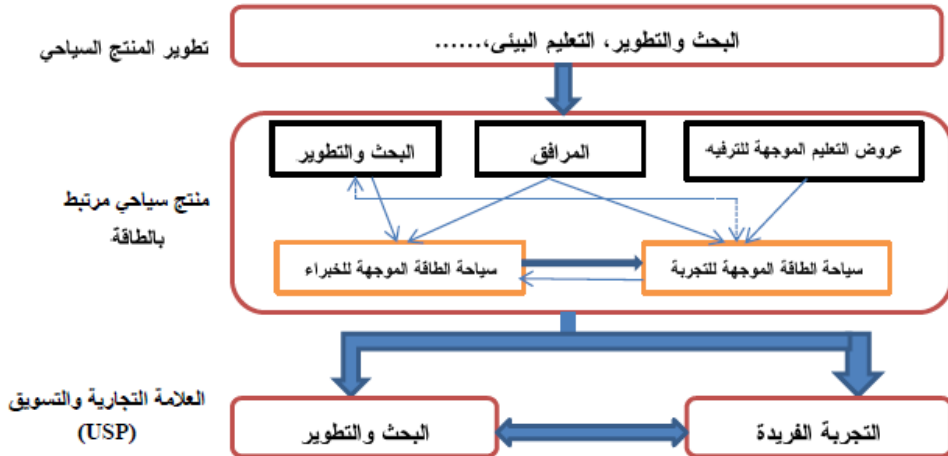 البحث والتطوير، التعليم البيئى،......
تطوير المنتج السياحي
عروض التعليم الموجهة للترفيه
المرافق
البحث والتطوير
منتج سياحي مرتبط
بالطاقة
سياحة الطاقة الموجهة للتجربة
سياحة الطاقة الموجهة للخبراء
العلامة التجارية والتسويق
(USP)
التجربة الفريدة
البحث والتطوير